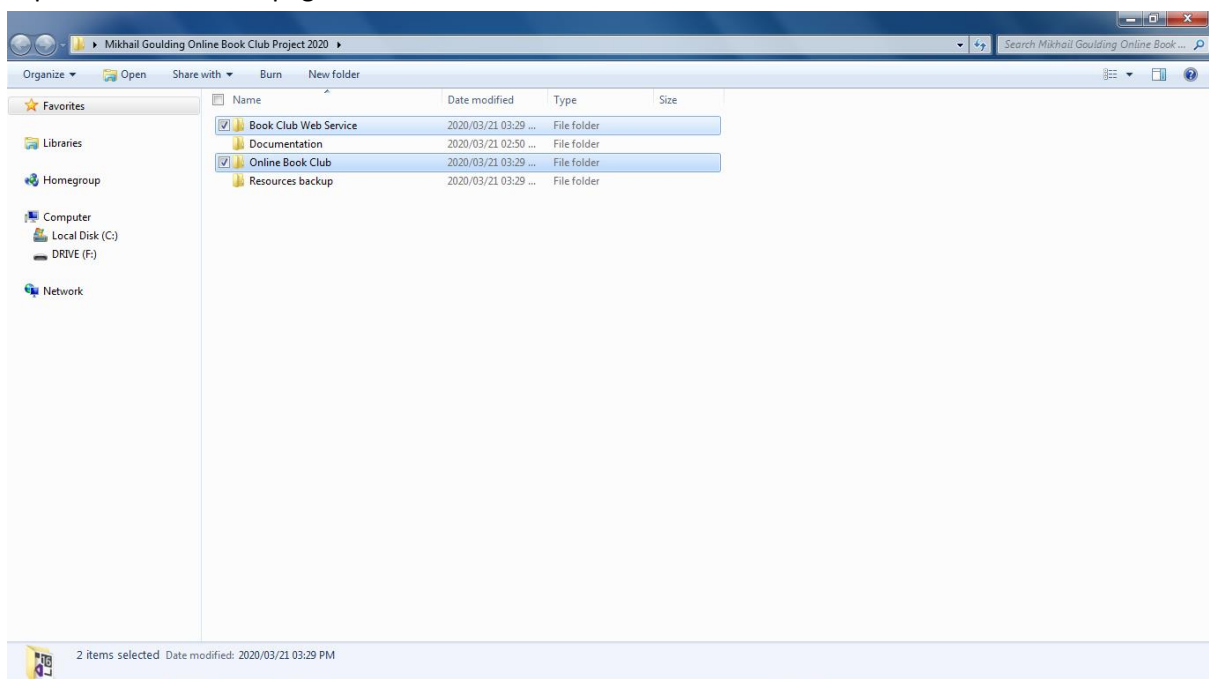 Mikhail Goulding Online Book Club Project 2020
Search Mikhail Goulding Online Book ...
Organize Open Share with Burn New folder
Favorites
Libraries
Homegroup
Computer
Local Disk (C:)
DRIVE (F:)
Network
Name Date modified Type Size
Book Club Web Service 2020/03/21 03:29 ... File folder
Documentation 2020/03/21 02:50 ... File folder
Online Book Club 2020/03/21 03:29 ... File folder
Resources backup 2020/03/21 03:29 ... File folder
2 items selected Date modified: 2020/03/21 03:29 PM